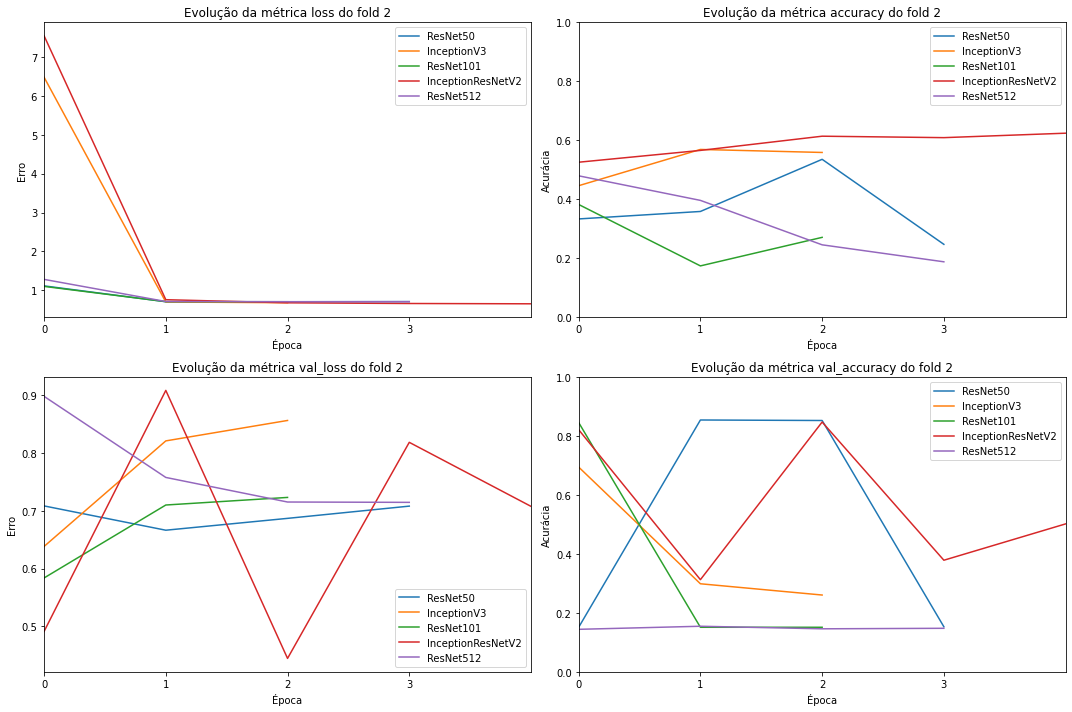 Evolução da métrica loss do fold 2
Erro
7
6
5
4
3
2
1
0
1
2
3
Época
ResNet50
InceptionV3
ResNet101
InceptionResNetV2
ResNet512
Evolução da métrica accuracy do fold 2
Acurácia
1.0
0.8
0.6
0.4
0.2
0.0
0
1
2
3
Época
ResNet50
InceptionV3
ResNet101
InceptionResNetV2
ResNet512
Evolução da métrica val_loss do fold 2
Erro
0.9
0.8
0.7
0.6
0.5
0
1
2
3
Época
ResNet50
InceptionV3
ResNet101
InceptionResNetV2
ResNet512
Evolução da métrica val_accuracy do fold 2
Acurácia
1.0
0.8
0.6
0.4
0.2
0.0
0
1
2
3
Época
ResNet50
InceptionV3
ResNet101
InceptionResNetV2
ResNet512